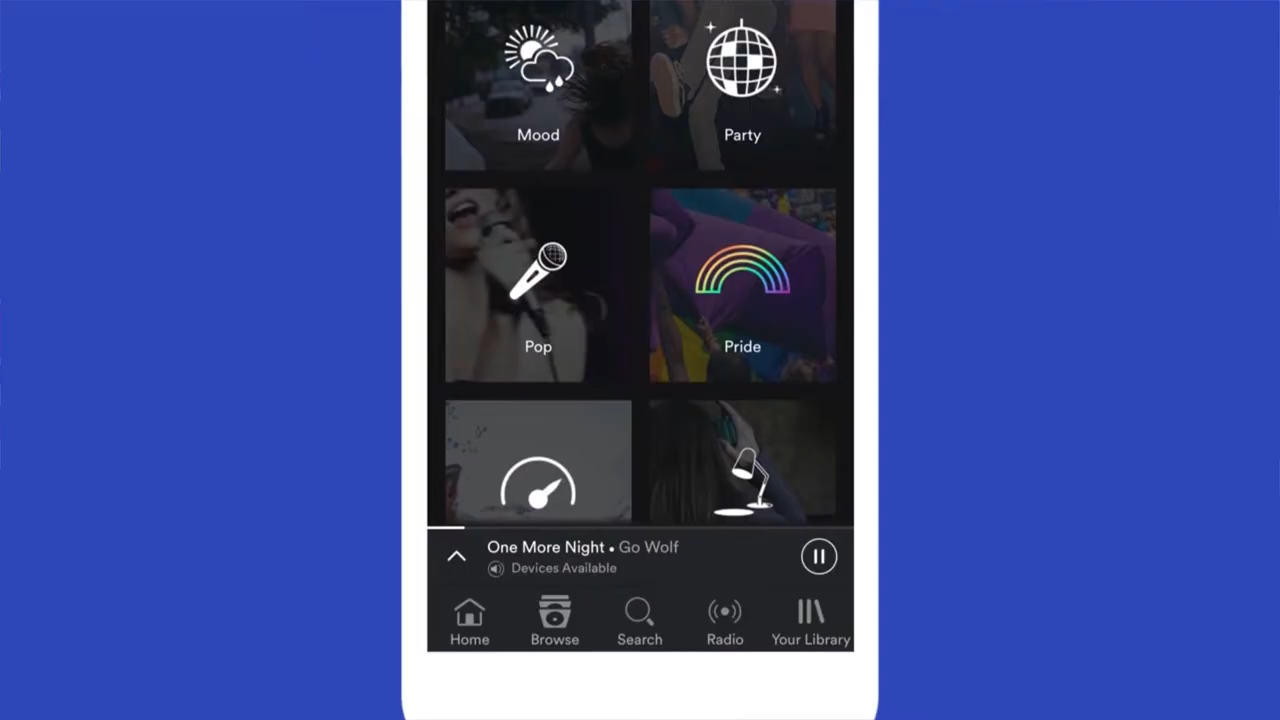 Mood
Party
Pop
Pride
One More Night • Go Wolf
Devices Available
Home
Browse
Search
Radio
Your Library